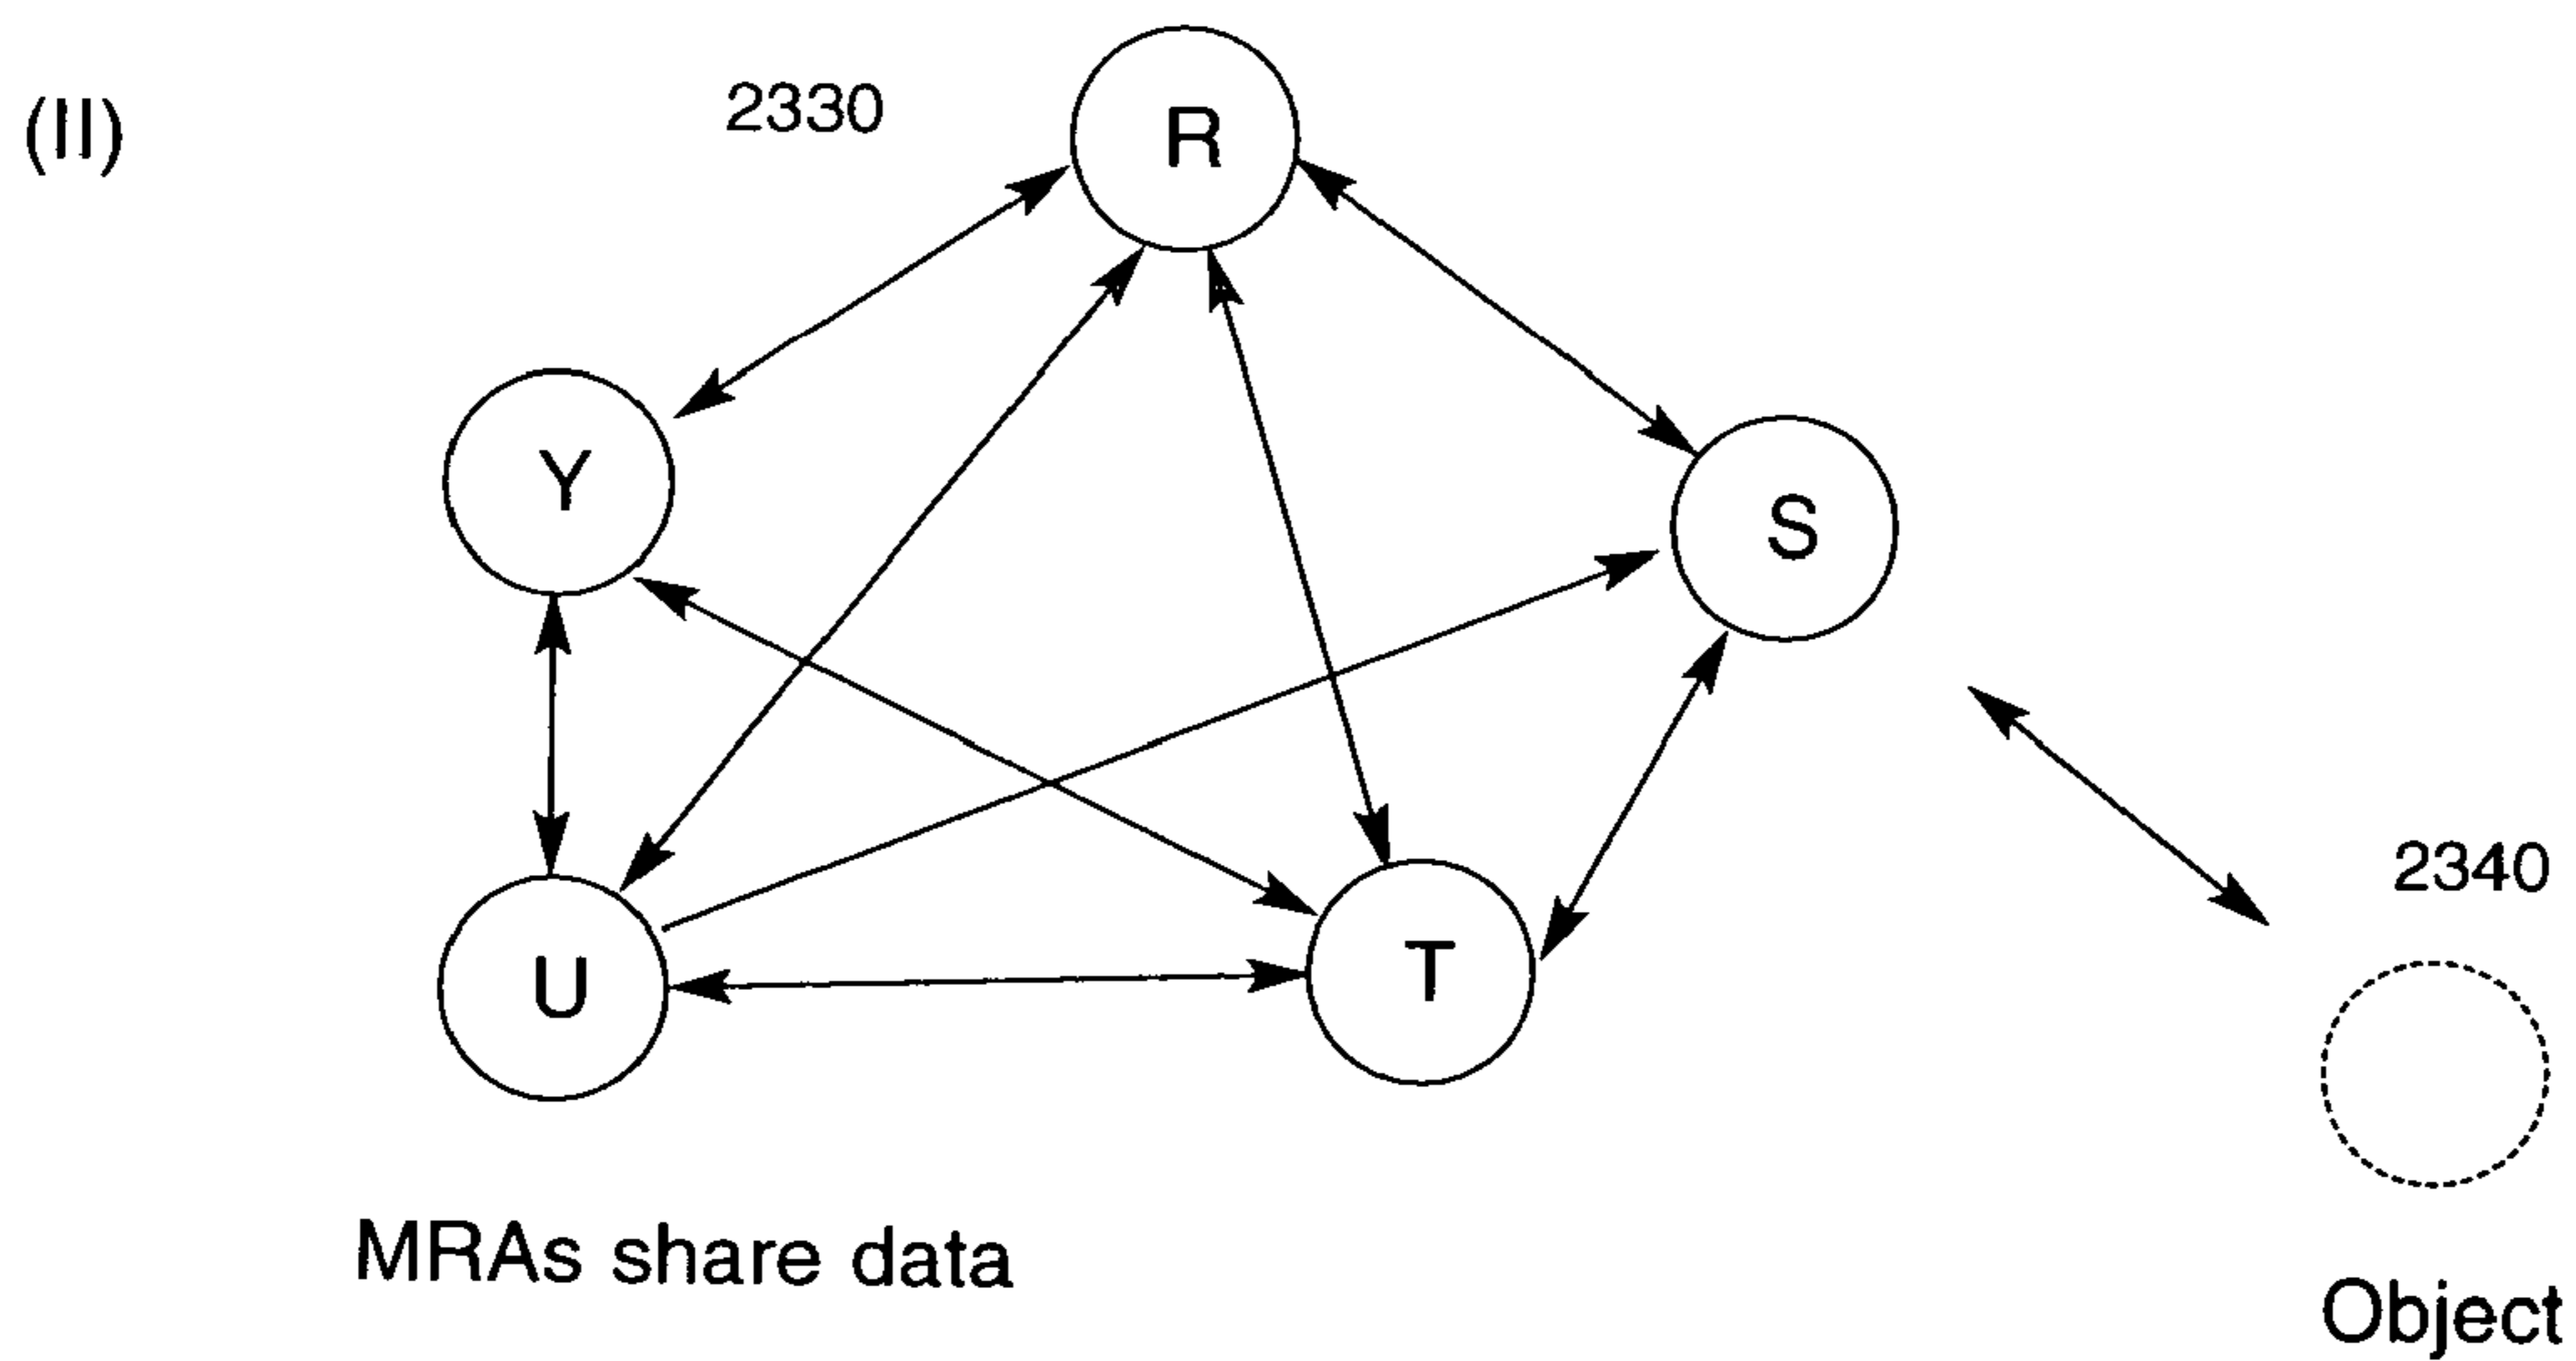 (II)
2330
R
Y
S
2340
U
T
MRAs share data
Object